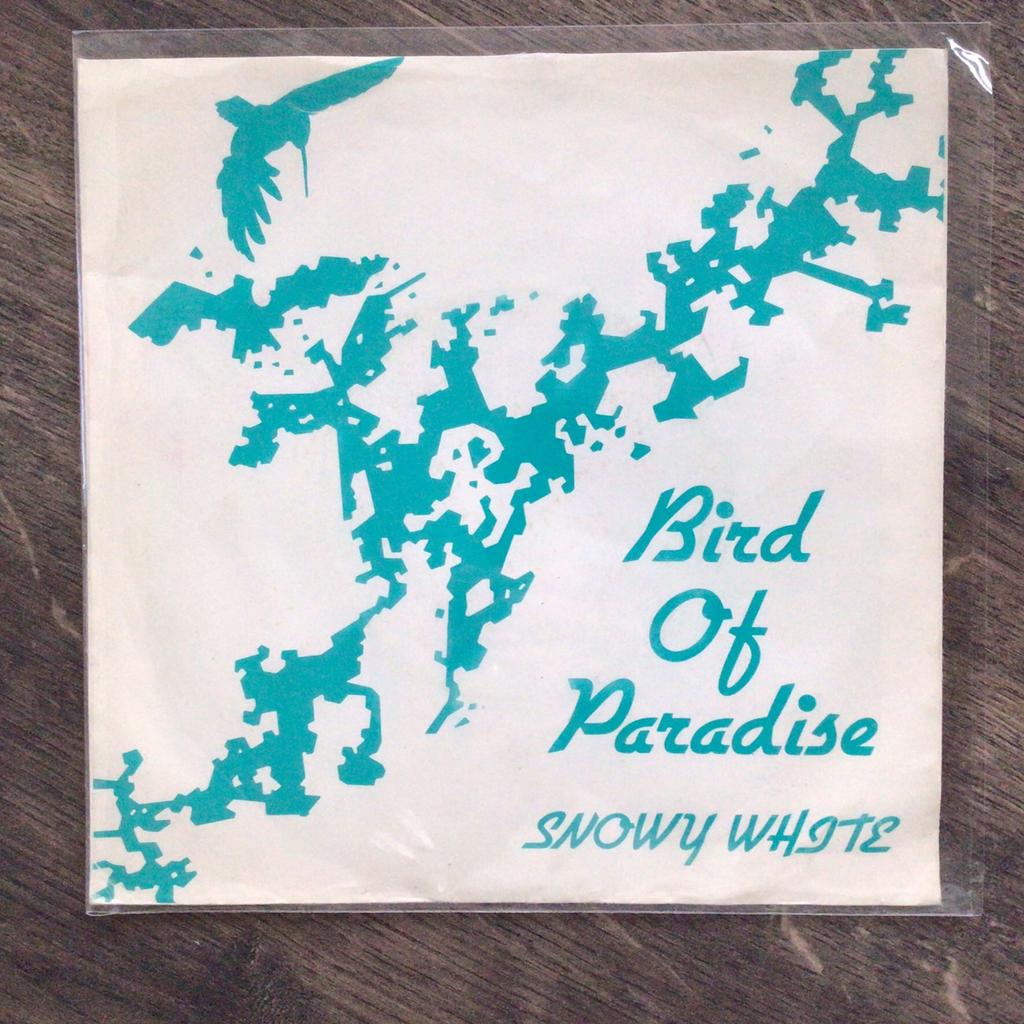 Bird
Of
Paradise
SNOWY WHITE